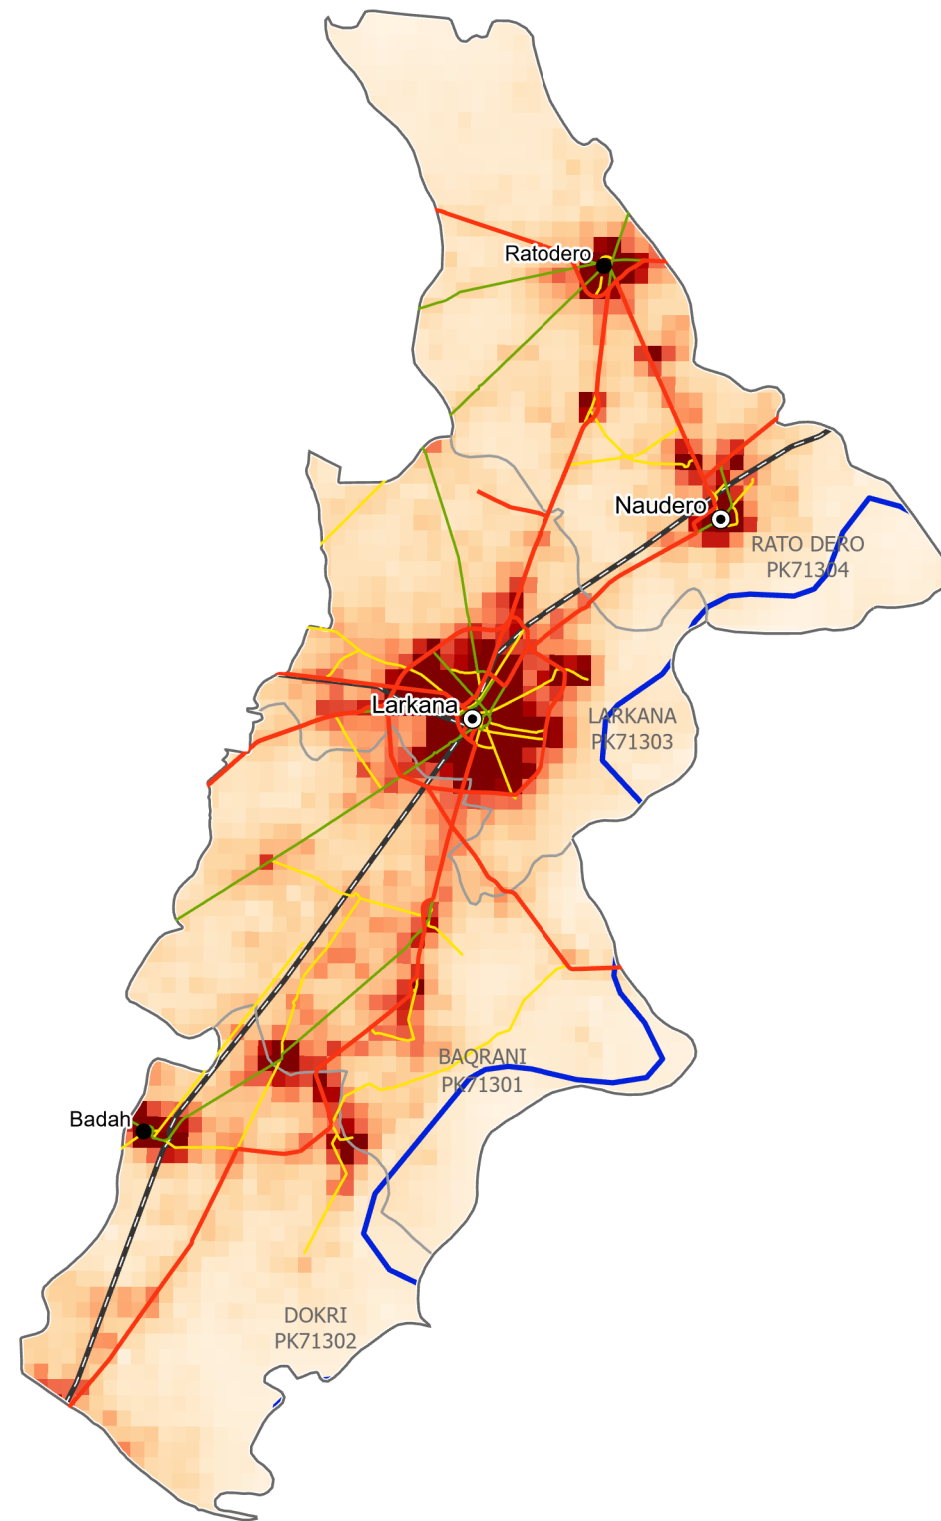 Ratodero
Naudero
RATO DERO
PK71304
Larkana
LARKANA
PK71303
BAQRANI
PK71301
Badah
DOKRI
PK71302